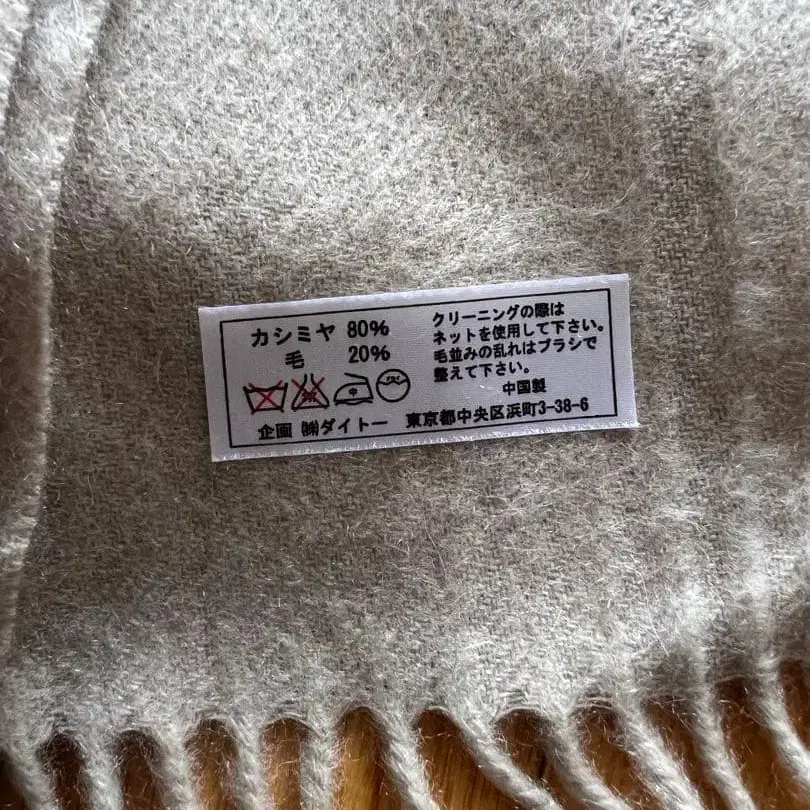 カシミヤ 80%
毛 20%
クリーニングの際は
ネットを使用して下さい。
毛並みの乱れはブラシで
整えて下さい。
中国製
中
企画 ㈱ダイトー 東京都中央区浜町3-38-6